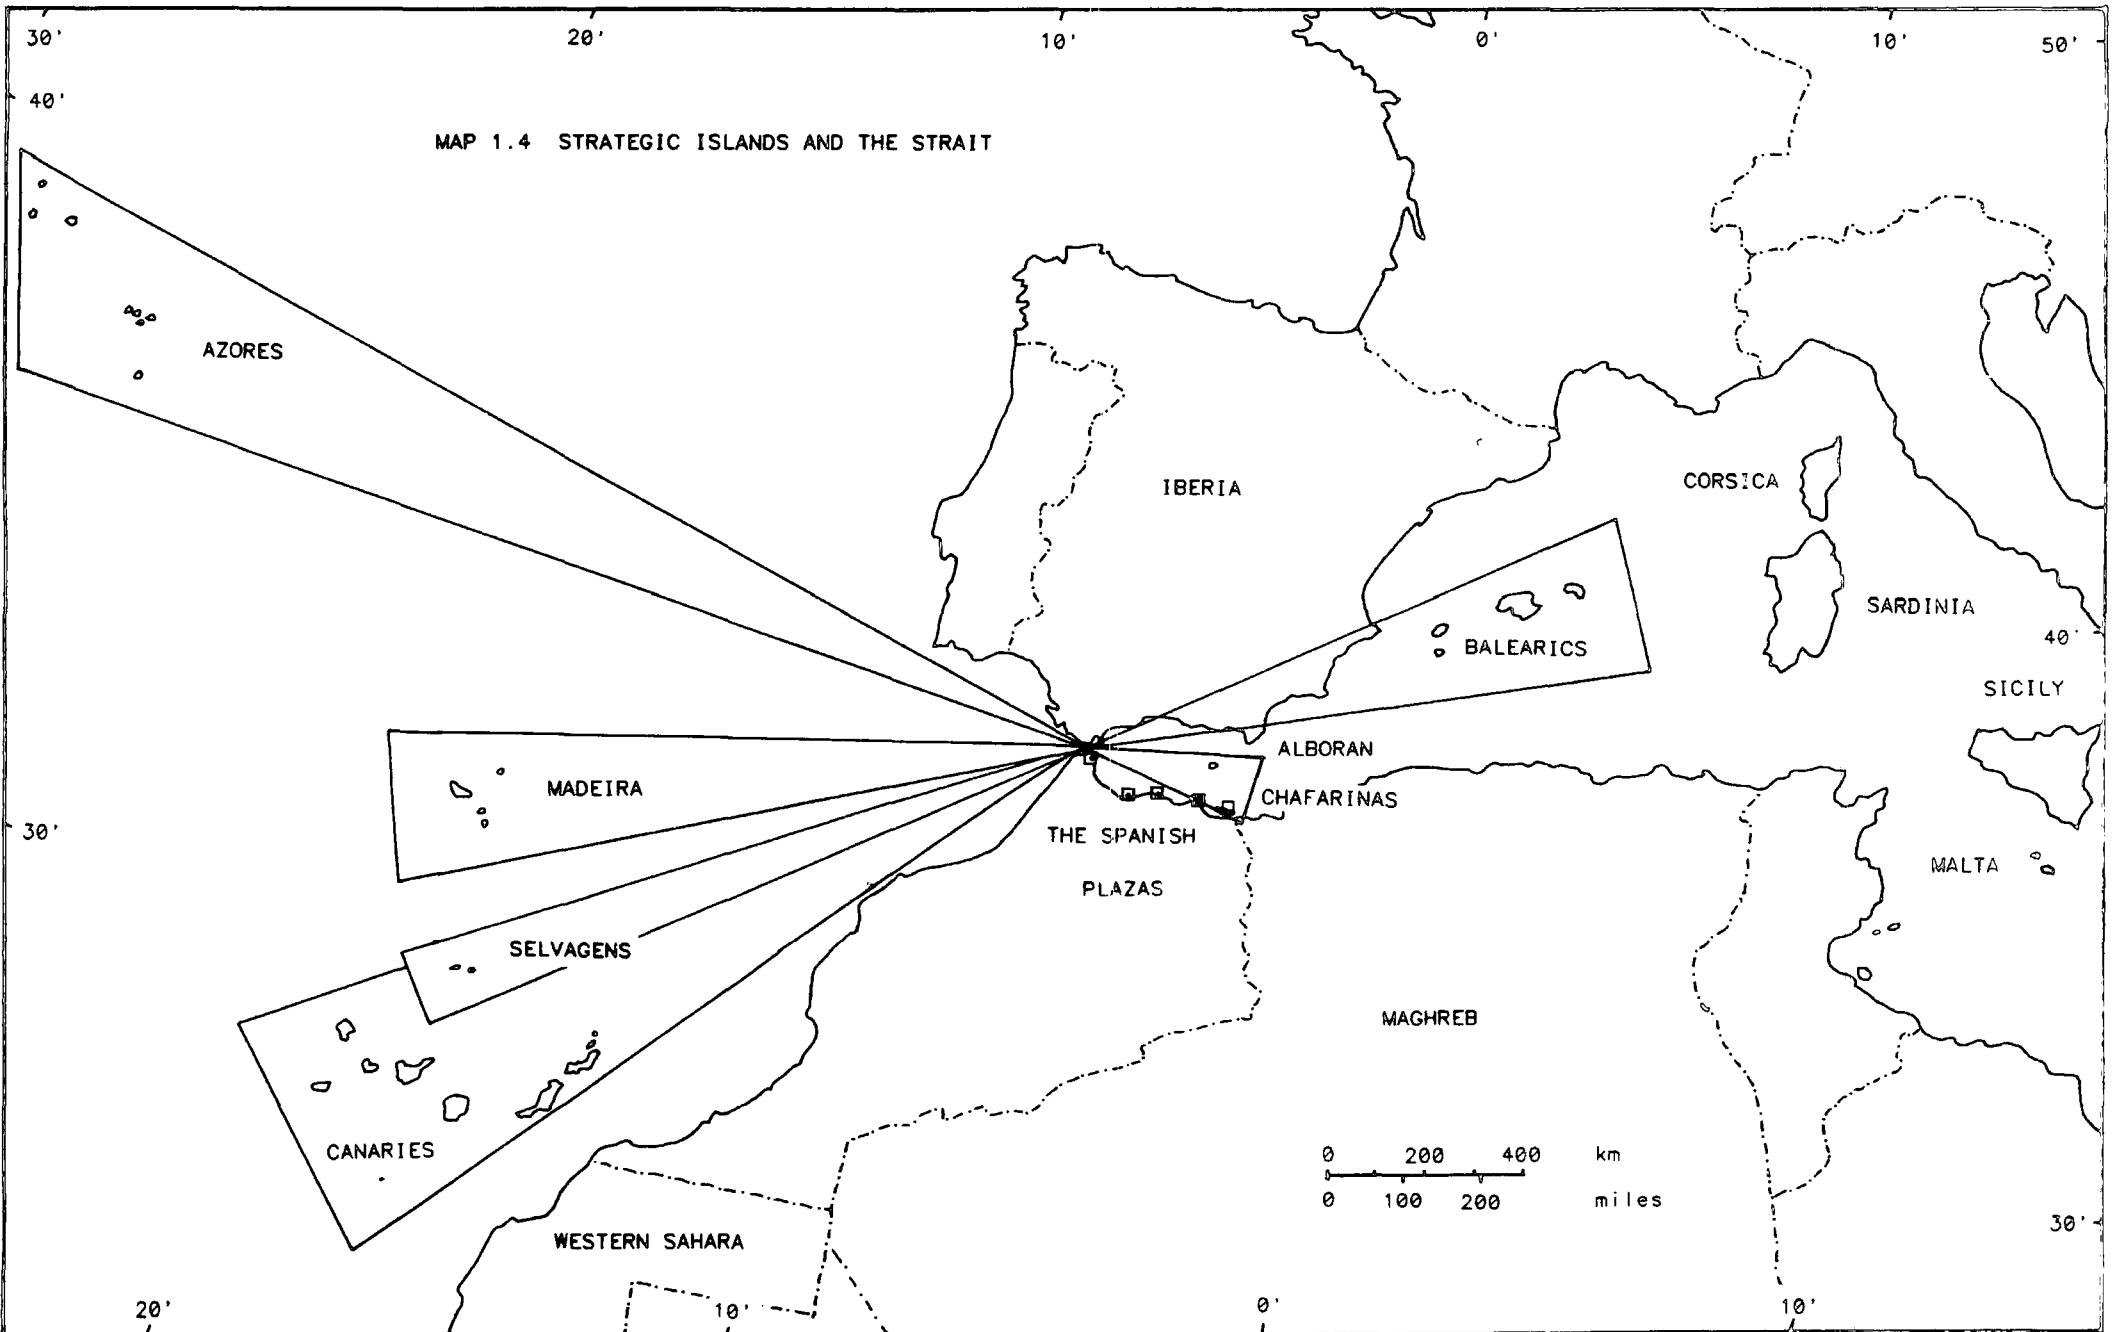 30' 20' 10' 0' 10' 50'
40'
MAP 1.4 STRATEGIC ISLANDS AND THE STRAIT
AZORES
IBERIA
CORSICA
SARDINIA
40'
BALEARICS
SICILY
ALBORAN
MADEIRA
CHAFARINAS
30'
THE SPANISH
PLAZAS
MALTA
SELVAGENS
MAGHREB
CANARIES
0 200 400 km
0 100 200 miles
30'
WESTERN SAHARA
20' 10' 0' 10'